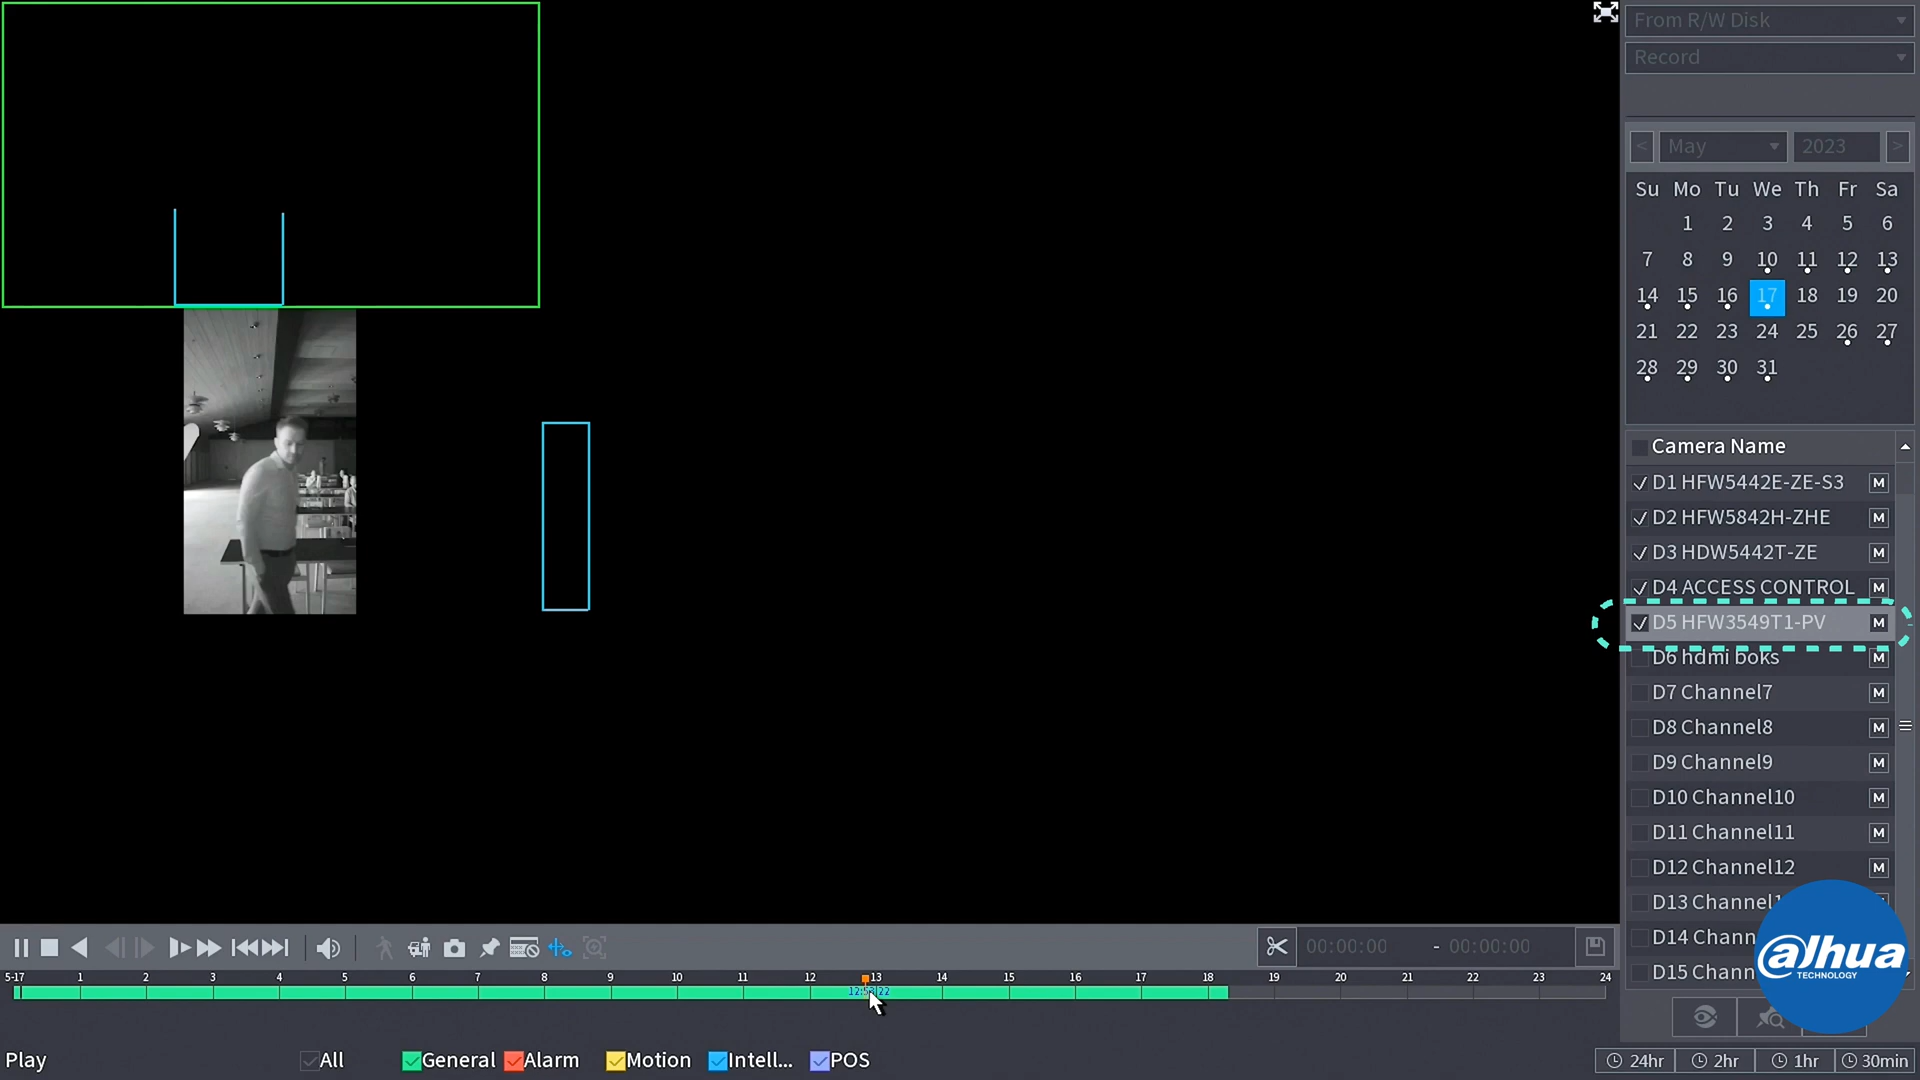 From R/W Disk
Record
May 2023
Su Mo Tu We Th Fr Sa
1 2 3 4 5 6
7 8 9 10 11 12 13
14 15 16 17 18 19 20
21 22 23 24 25 26 27
28 29 30 31
Camera Name
D1 HFW5442E-ZE-S3 M
D2 HFW5842H-ZHE M
D3 HDW5442T-ZE M
D4 ACCESS CONTROL M
D5 HFW3549T1-PV M
D6 hdmi boks M
D7 Channel7 M
D8 Channel8 M
D9 Channel9 M
D10 Channel10 M
D11 Channel11 M
D12 Channel12 M
D13 Channel
D14 Chann
D15 Chann
alhua
TECHNOLOGY
00:00:00 - 00:00:00
5-17 1 2 3 4 5 6 7 8 9 10 11 12 13 14 15 16 17 18 19 20 21 22 23 24
Play All General Alarm Motion Intell... POS
24hr 2hr 1hr 30min